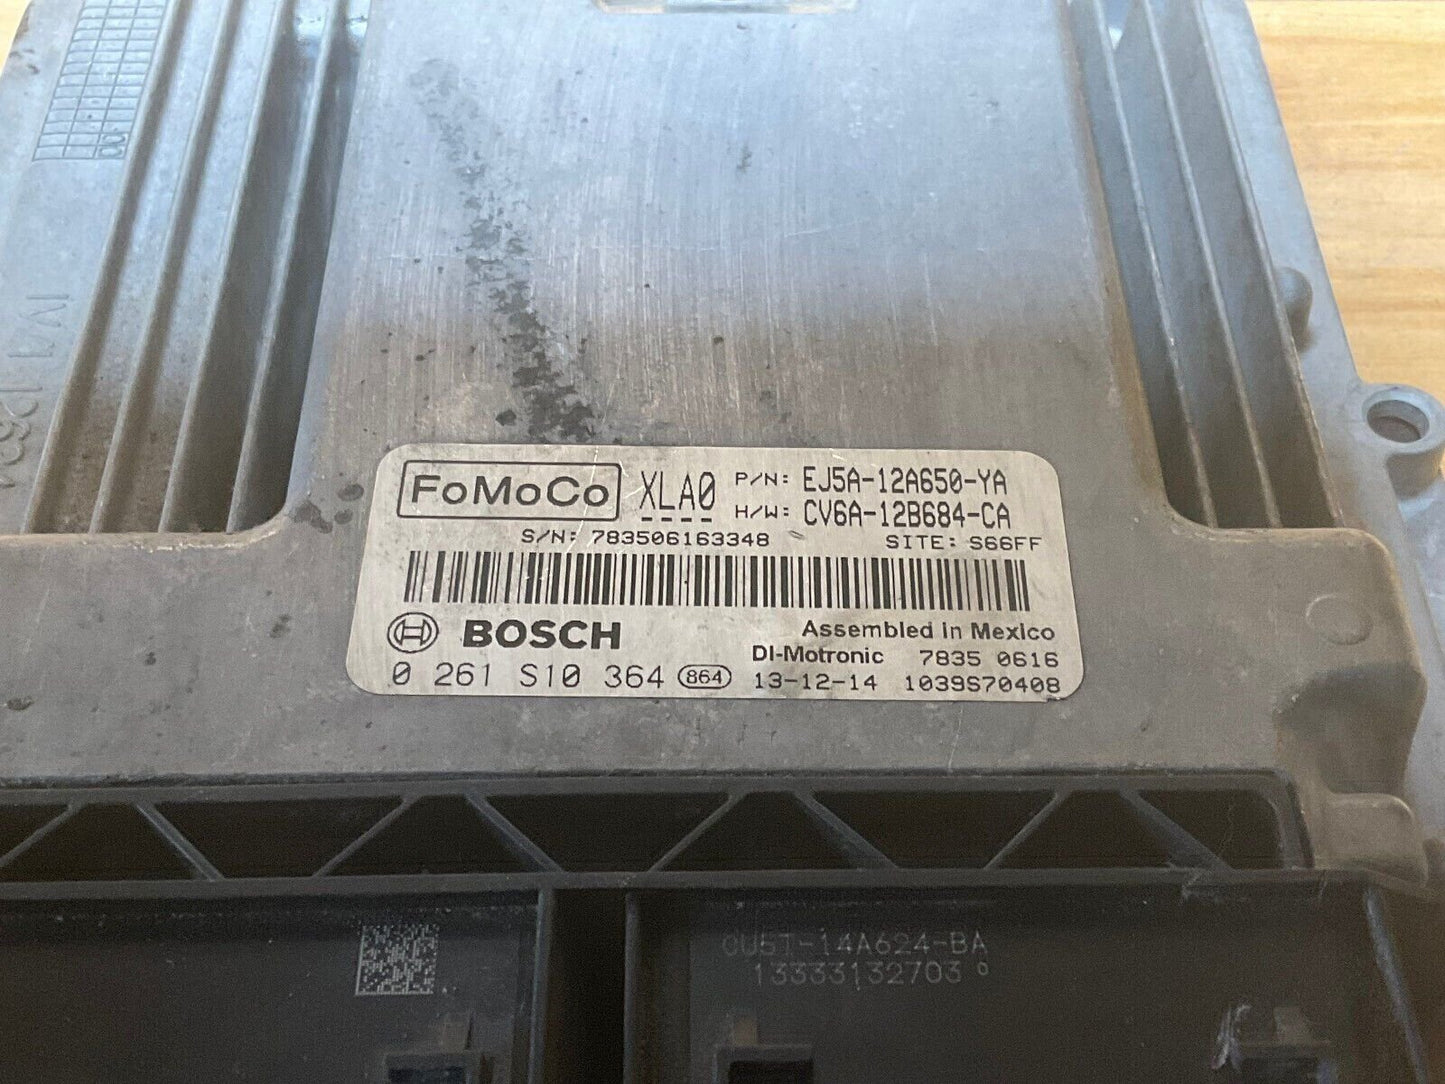 FoMoCo XLA0 P/N: EJ5A-12A650-YA
H/W: CV6A-12B684-CA
S/N: 783506163348 SITE: S66FF
BOSCH Assembled in Mexico
DI-Motronic 7835 0616
0 261 S10 364 864 13-12-14 1039S70408
14A624-BA
13333132703